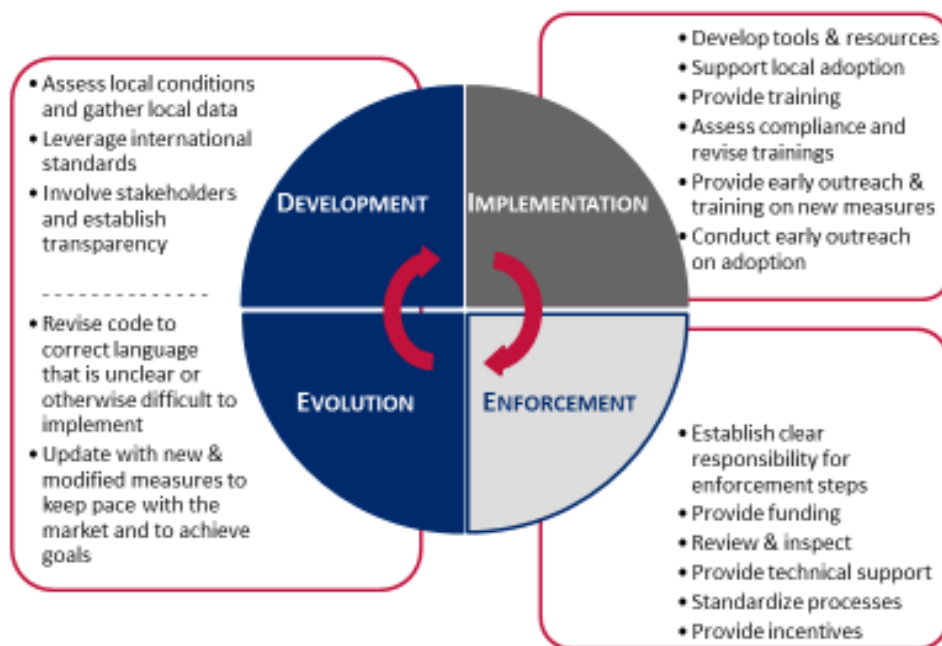 • Assess local conditions
and gather local data
• Leverage international
standards
• Involve stakeholders
and establish
transparency
- - - - - - - - - - - - - -
• Revise code to
correct language
that is unclear or
otherwise difficult to
implement
• Update with new &
modified measures to
keep pace with the
market and to achieve
goals
DEVELOPMENT
IMPLEMENTATION
EVOLUTION
ENFORCEMENT
• Develop tools & resources
• Support local adoption
• Provide training
• Assess compliance and
revise trainings
• Provide early outreach &
training on new measures
• Conduct early outreach
on adoption
• Establish clear
responsibility for
enforcement steps
• Provide funding
• Review & inspect
• Provide technical support
• Standardize processes
• Provide incentives